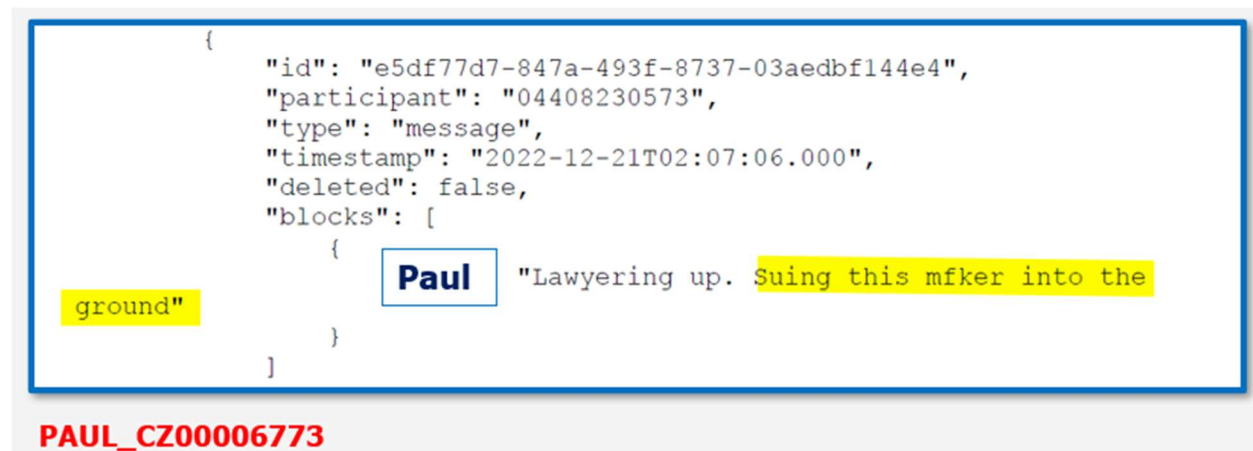 {
"id": "e5df77d7-847a-493f-8737-03aedbf144e4",
"participant": "04408230573",
"type": "message",
"timestamp": "2022-12-21T02:07:06.000",
"deleted": false,
"blocks": [
{
Paul "Lawyering up. Suing this mfker into the
ground"
}
]
PAUL_CZ00006773